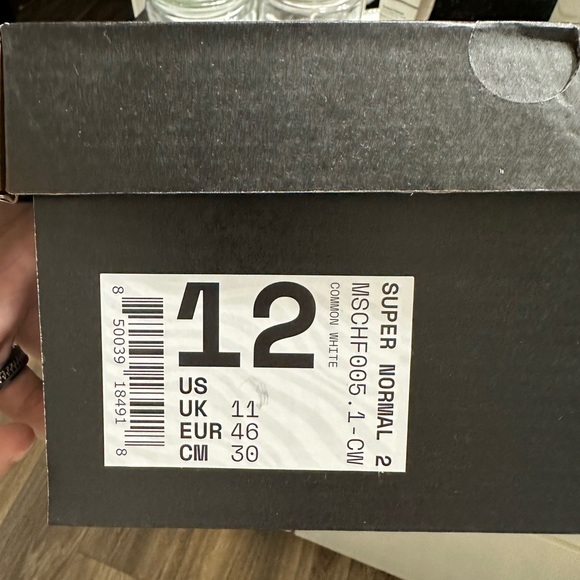 12
US
UK 11
EUR 46
CM 30
COMMON WHITE
MSCHF005.1-CW
SUPER NORMAL 2
8 50039 18491 8